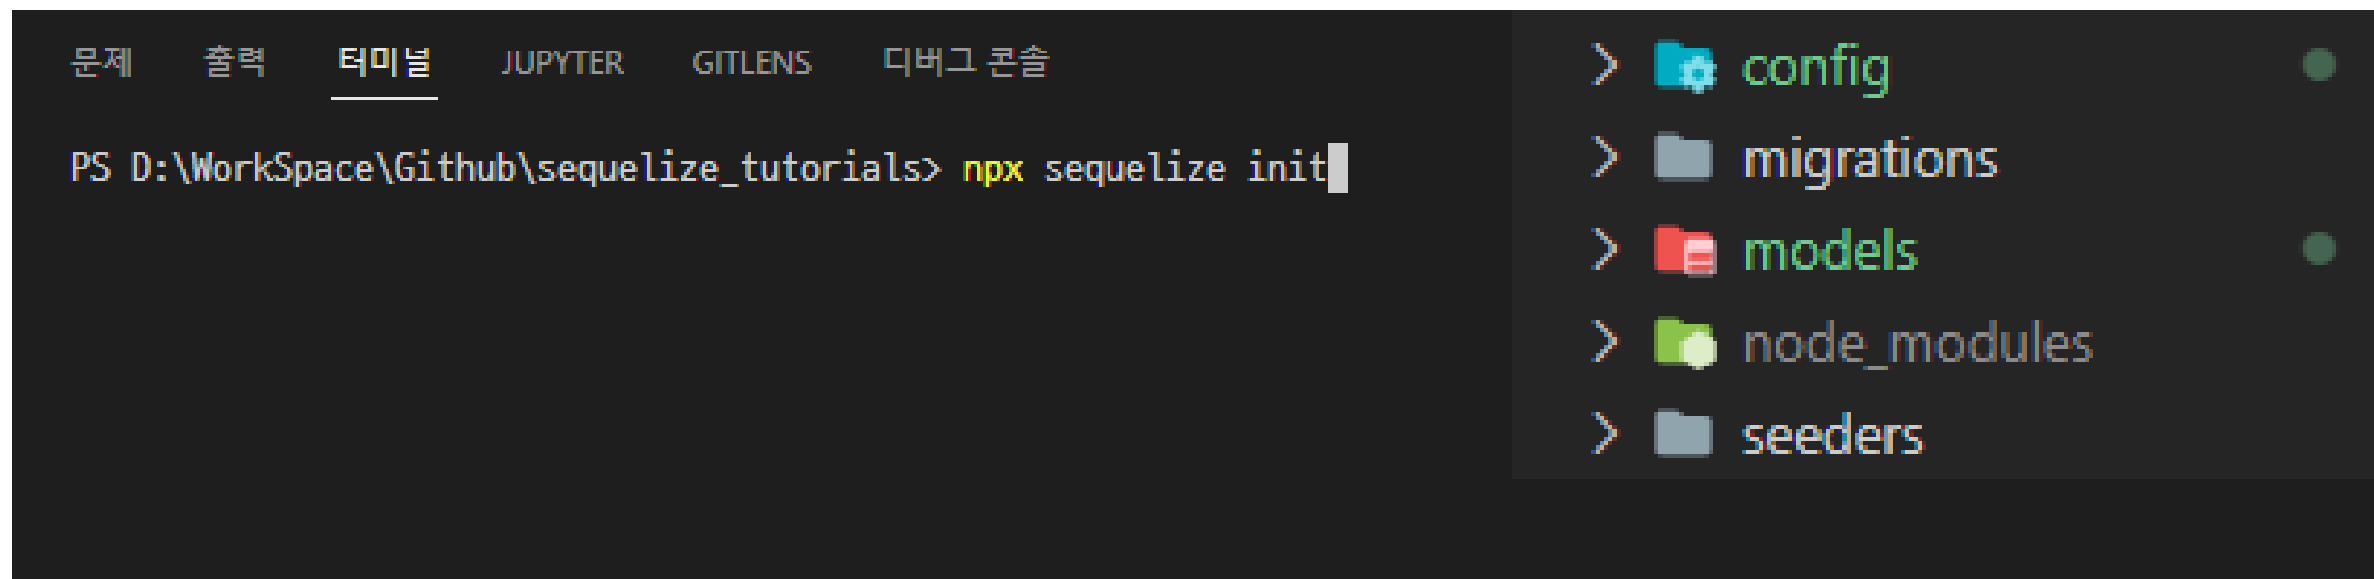 문제 출력 터미널 JUPYTER GITLENS 디버그 콘솔
PS D:\WorkSpace\Github\sequelize_tutorials> npx sequelize init
config
migrations
models
node_modules
seeders